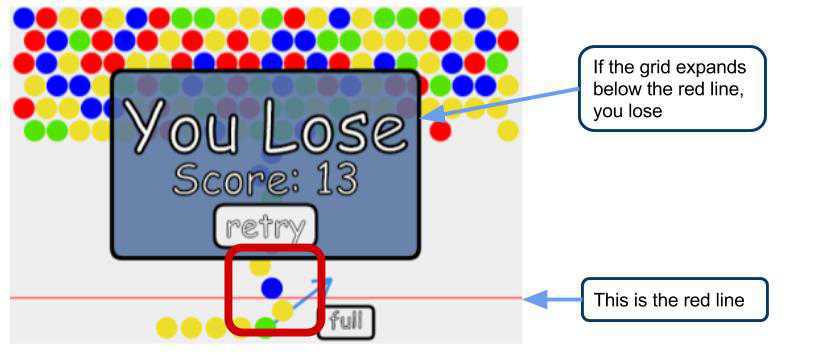 You Lose
Score: 13
retry
full
If the grid expands
below the red line,
you lose
This is the red line